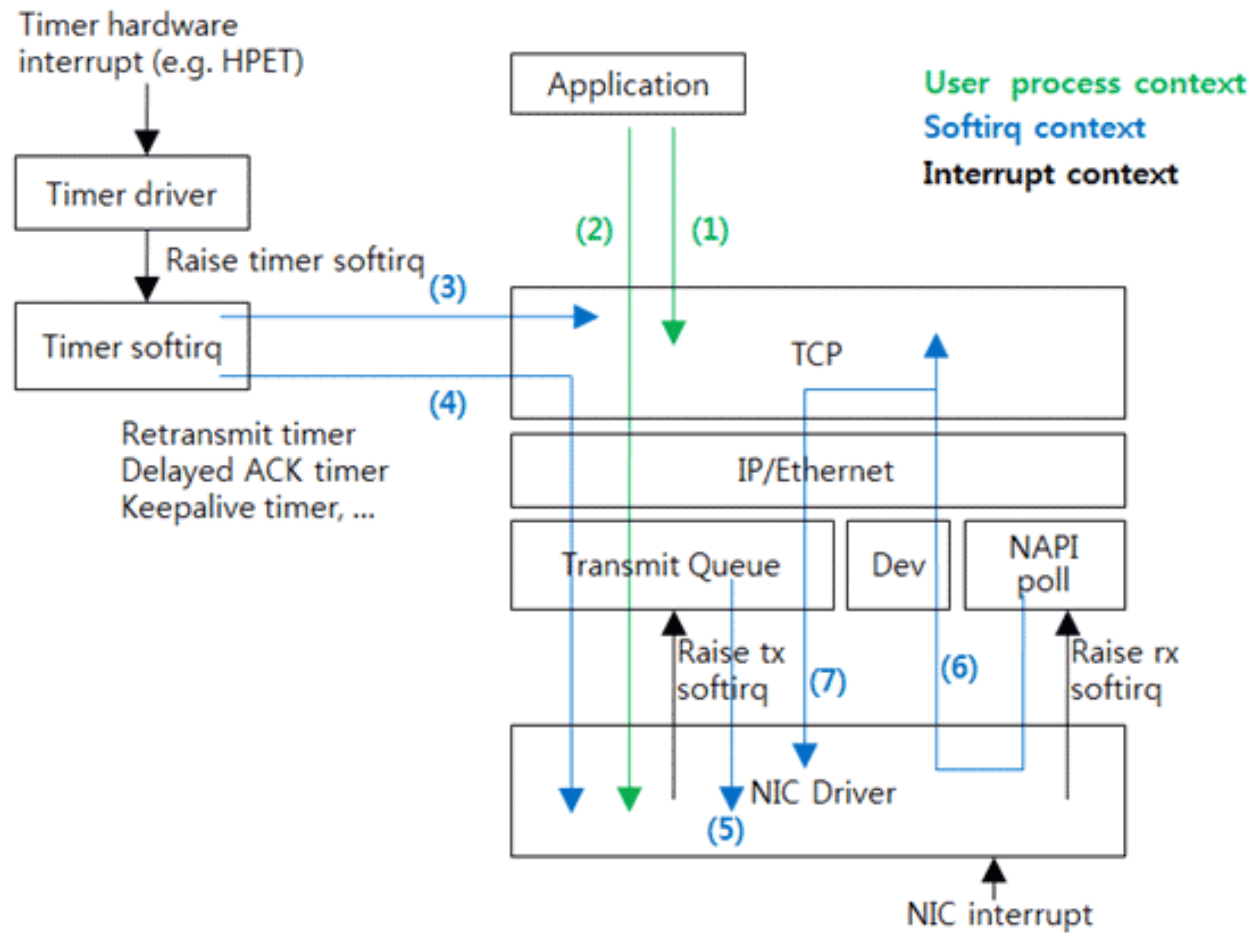 Timer hardware
interrupt (e.g. HPET)
Application
User process context
Softirq context
Interrupt context
Timer driver
(2)
(1)
Raise timer softirq
(3)
Timer softirq
TCP
(4)
Retransmit timer
Delayed ACK timer
Keepalive timer, ...
IP/Ethernet
Transmit Queue
Dev
NAPI
poll
Raise tx
softirq
(7)
(6)
Raise rx
softirq
NIC Driver
(5)
NIC interrupt